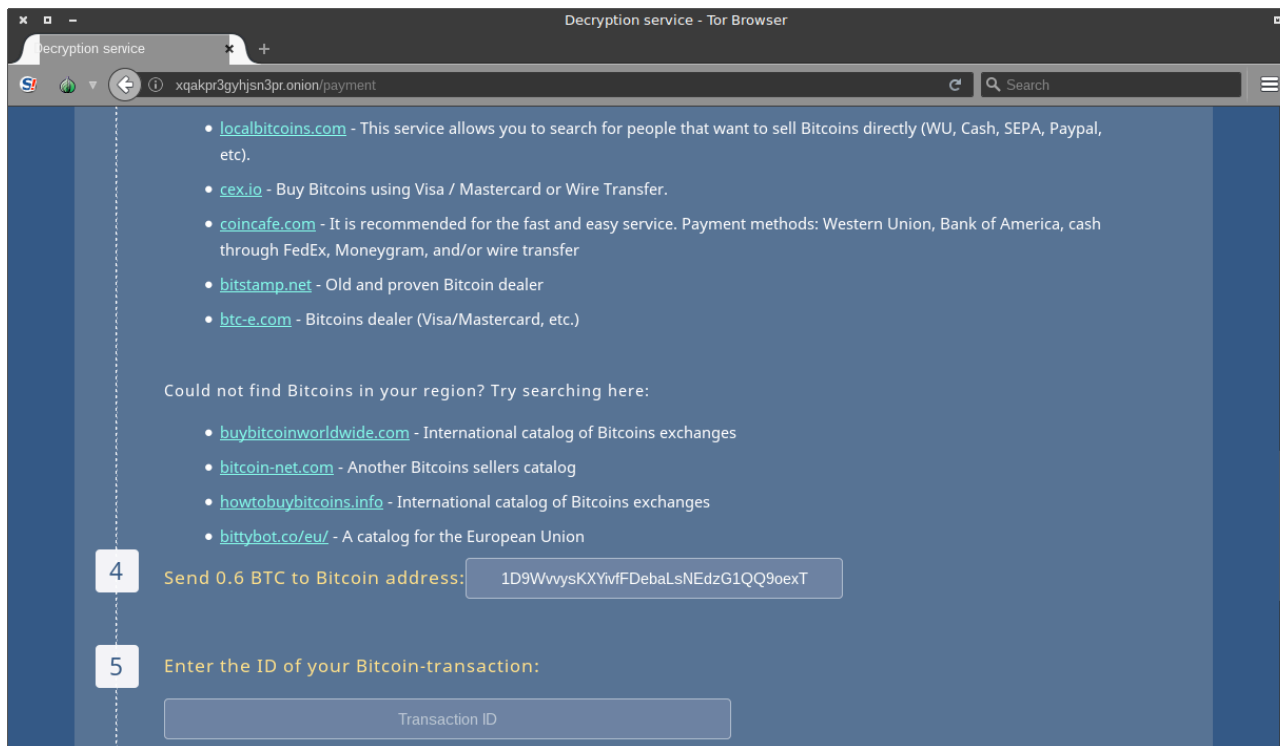 Decryption service - Tor Browser
Decryption service
xqakpr3gyhjsn3pr.onion/payment
Search
localbitcoins.com - This service allows you to search for people that want to sell Bitcoins directly (WU, Cash, SEPA, Paypal,
etc).
cex.io - Buy Bitcoins using Visa / Mastercard or Wire Transfer.
coincafe.com - It is recommended for the fast and easy service. Payment methods: Western Union, Bank of America, cash
through FedEx, Moneygram, and/or wire transfer
bitstamp.net - Old and proven Bitcoin dealer
btc-e.com - Bitcoins dealer (Visa/Mastercard, etc.)
Could not find Bitcoins in your region? Try searching here:
buybitcoinworldwide.com - International catalog of Bitcoins exchanges
bitcoin-net.com - Another Bitcoins sellers catalog
howtobuybitcoins.info - International catalog of Bitcoins exchanges
bittybot.co/eu/ - A catalog for the European Union
4 Send 0.6 BTC to Bitcoin address: 1D9WvvysKXYivfFDebaLsNEdzG1QQ9oexT
5 Enter the ID of your Bitcoin-transaction:
Transaction ID